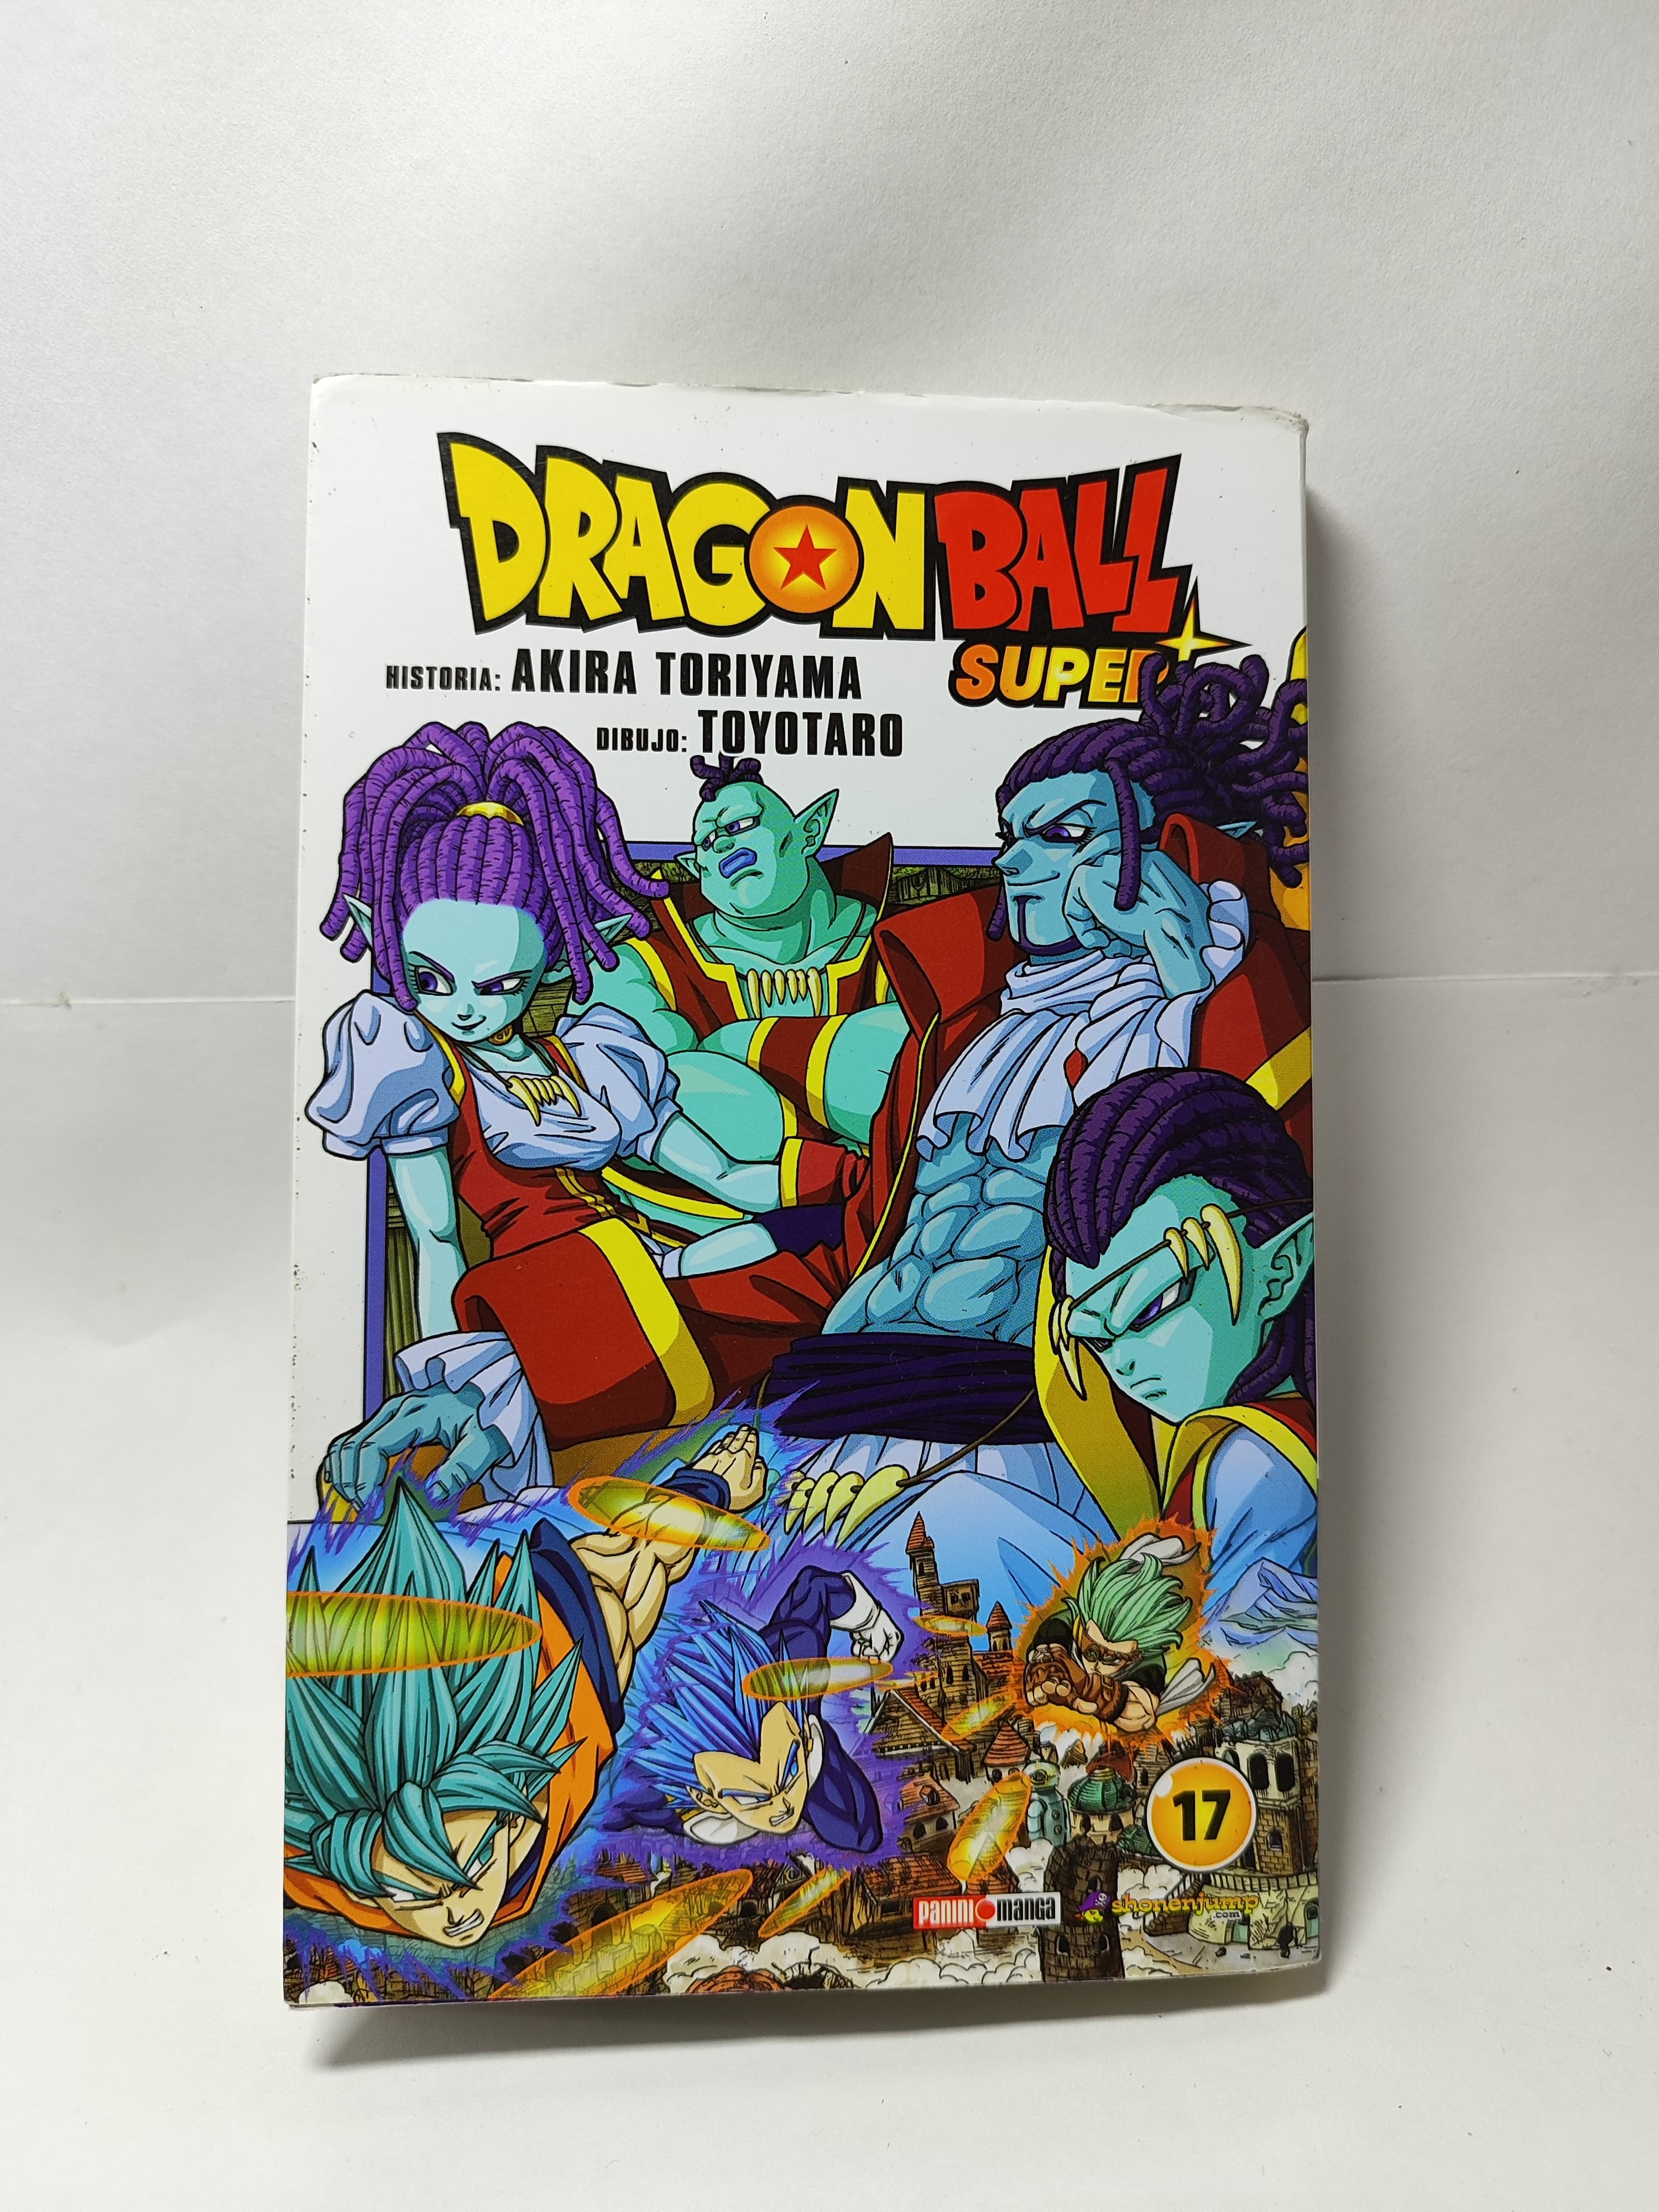 DRAGON BALL
SUPER
HISTORIA: AKIRA TORIYAMA
DIBUJO: TOYOTARO
17
PANINI MANGA
shonenjump
.com